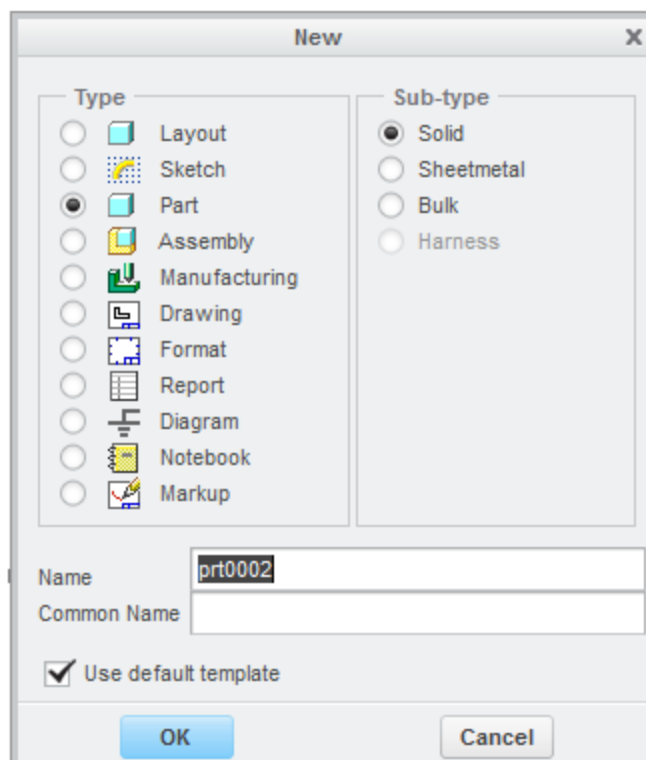 New
Type
Layout
Sketch
Part
Assembly
Manufacturing
Drawing
Format
Report
Diagram
Notebook
Markup
Sub-type
Solid
Sheetmetal
Bulk
Harness
Name prt0002
Common Name
Use default template
OK Cancel